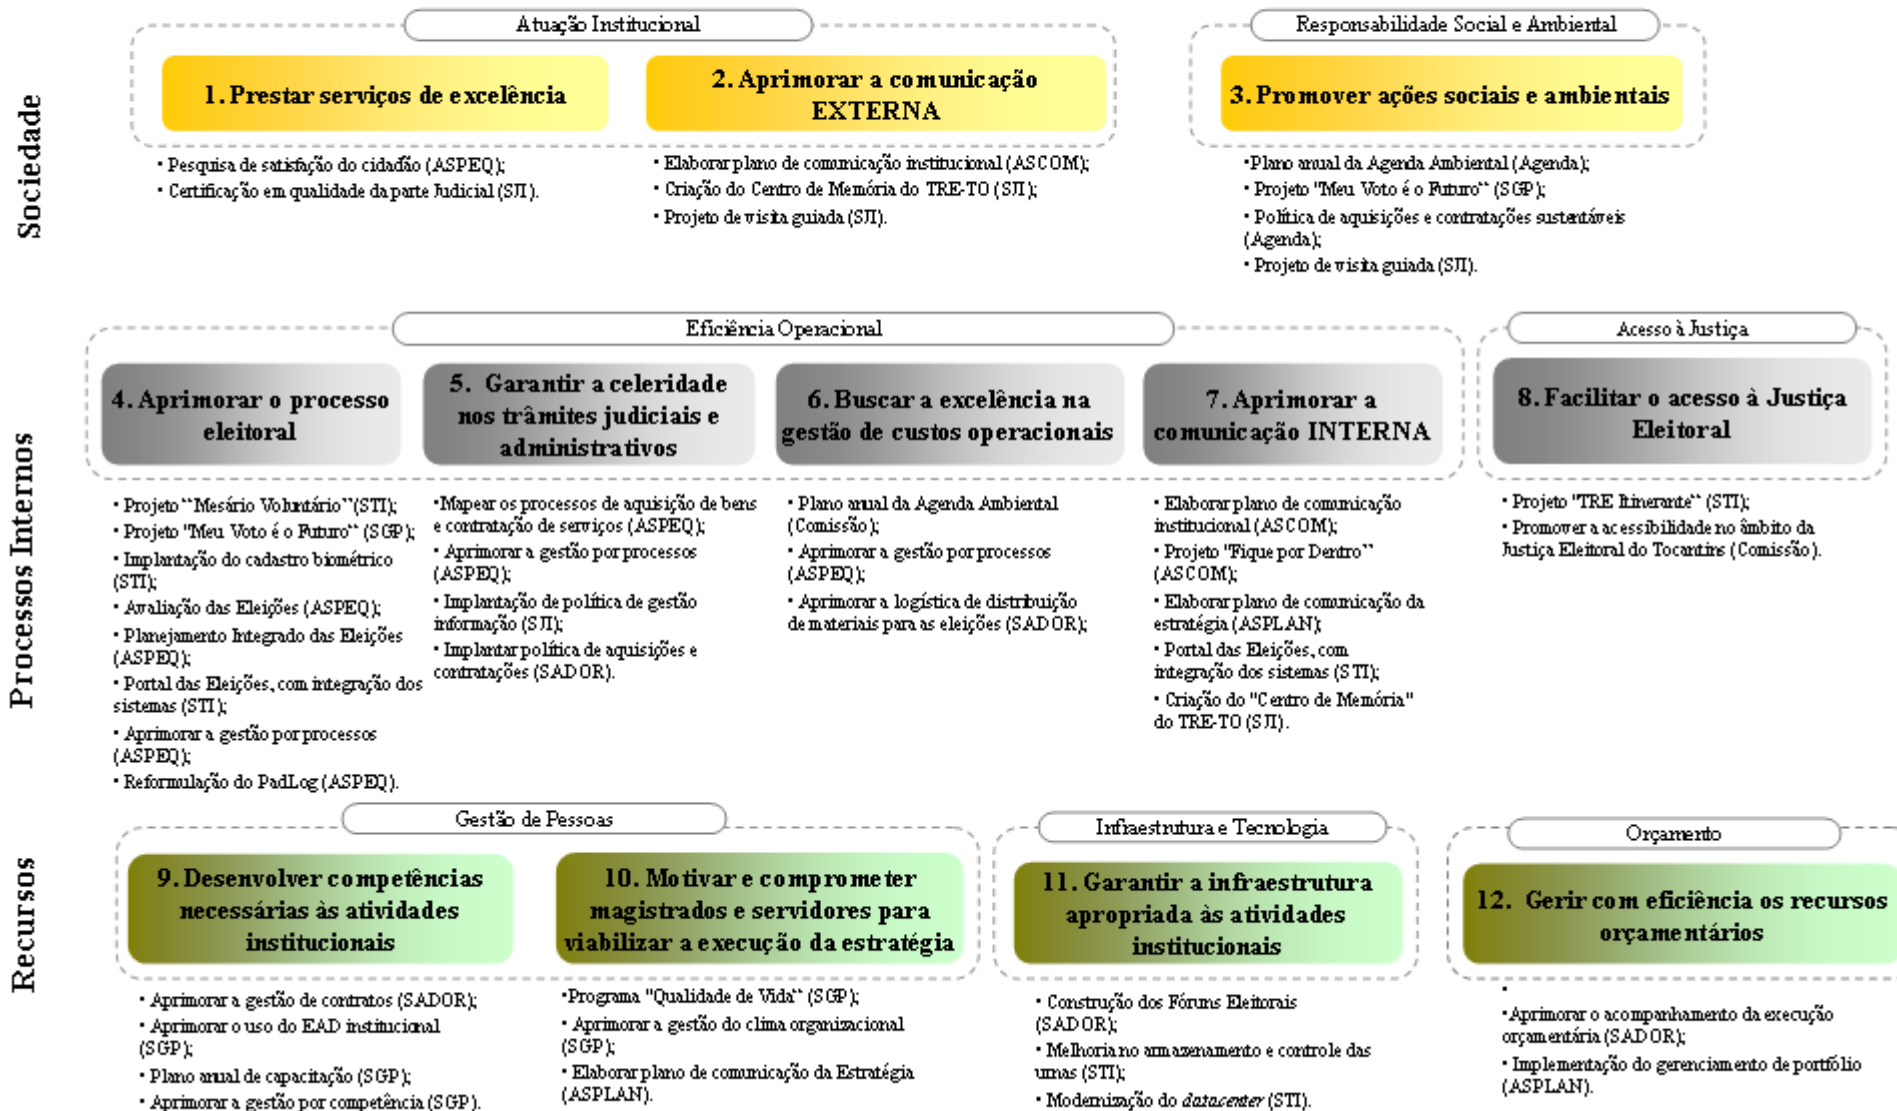 Sociedade
Atuação Institucional
1. Prestar serviços de excelência
• Pesquisa de satisfação do cidadão (ASPEQ);
• Certificação em qualidade da parte Judicial (SJI).
2. Aprimorar a comunicação
EXTERNA
• Elaborar plano de comunicação institucional (ASCOM);
• Criação do Centro de Memória do TRE-TO (SJI);
• Projeto de visita guiada (SJI).
Responsabilidade Social e Ambiental
3. Promover ações sociais e ambientais
•Plano anual da Agenda Ambiental (Agenda);
• Projeto "Meu Voto é o Futuro“ (SGP);
• Política de aquisições e contratações sustentáveis
(Agenda);
• Projeto de visita guiada (SJI).
Processos Internos
Eficiência Operacional
4. Aprimorar o processo
eleitoral
• Projeto “Mesário Voluntário”(STI);
• Projeto "Meu Voto é o Futuro“ (SGP);
• Implantação do cadastro biométrico
(STI);
• Avaliação das Eleições (ASPEQ);
• Planejamento Integrado das Eleições
(ASPEQ);
• Portal das Eleições, com integração dos
sistemas (STI);
• Aprimorar a gestão por processos
(ASPEQ);
• Reformulação do PadLog (ASPEQ).
5. Garantir a celeridade
nos trâmites judiciais e
administrativos
•Mapear os processos de aquisição de bens
e contratação de serviços (ASPEQ);
• Aprimorar a gestão por processos
(ASPEQ);
• Implantação de política de gestão
informação (SJI);
• Implantar política de aquisições e
contratações (SADOR).
6. Buscar a excelência na
gestão de custos operacionais
• Plano anual da Agenda Ambiental
(Comissão);
• Aprimorar a gestão por processos
(ASPEQ);
• Aprimorar a logística de distribuição
de materiais para as eleições (SADOR);
7. Aprimorar a
comunicação INTERNA
• Elaborar plano de comunicação
institucional (ASCOM);
• Projeto "Fique por Dentro”
(ASCOM);
• Elaborar plano de comunicação da
estratégia (ASPLAN);
• Portal das Eleições, com
integração dos sistemas (STI);
• Criação do "Centro de Memória"
do TRE-TO (SJI).
Acesso à Justiça
8. Facilitar o acesso à Justiça
Eleitoral
• Projeto "TRE Itinerante“ (STI);
• Promover a acessibilidade no âmbito da
Justiça Eleitoral do Tocantins (Comissão).
Recursos
Gestão de Pessoas
9. Desenvolver competências
necessárias às atividades
institucionais
• Aprimorar a gestão de contratos (SADOR);
• Aprimorar o uso do EAD institucional
(SGP);
• Plano anual de capacitação (SGP);
• Aprimorar a gestão por competência (SGP).
10. Motivar e comprometer
magistrados e servidores para
viabilizar a execução da estratégia
•Programa "Qualidade de Vida“ (SGP);
• Aprimorar a gestão do clima organizacional
(SGP);
• Elaborar plano de comunicação da Estratégia
(ASPLAN).
Infraestrutura e Tecnologia
11. Garantir a infraestrutura
apropriada às atividades
institucionais
• Construção dos Fóruns Eleitorais
(SADOR);
• Melhoria no armazenamento e controle das
urnas (STI);
• Modernização do datacenter (STI).
Orçamento
12. Gerir com eficiência os recursos
orçamentários
•
•Aprimorar o acompanhamento da execução
orçamentária (SADOR);
• Implementação do gerenciamento de portfólio
(ASPLAN).